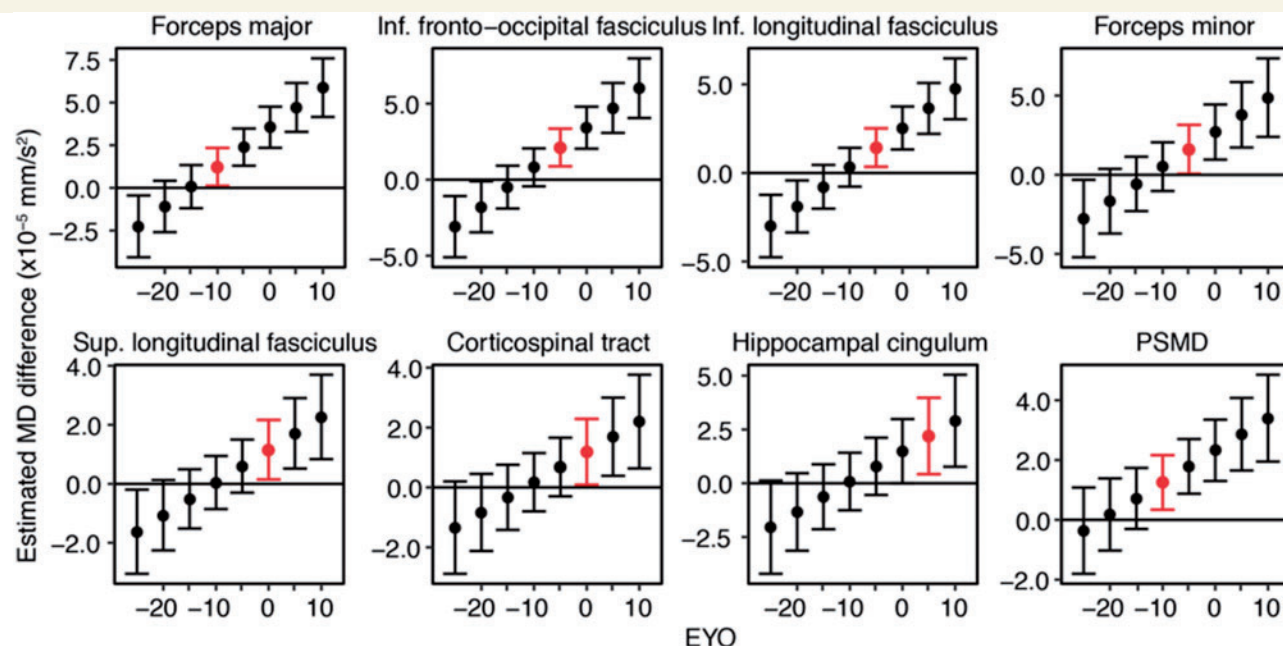 Forceps major
Inf. fronto-occipital fasciculus
Inf. longitudinal fasciculus
Forceps minor
Estimated MD difference (x10⁻⁵ mm/s²)
7.5
5.0
2.5
0.0
−2.5
−20 −10 0 10
5.0
0.0
−5.0
−20 −10 0 10
5.0
0.0
−5.0
−20 −10 0 10
5.0
0.0
−5.0
−20 −10 0 10
Sup. longitudinal fasciculus
Corticospinal tract
Hippocampal cingulum
PSMD
4.0
2.0
0.0
−2.0
−20 −10 0 10
4.0
2.0
0.0
−2.0
−20 −10 0 10
5.0
2.5
0.0
−2.5
−20 −10 0 10
4.0
2.0
0.0
−2.0
−20 −10 0 10
EYO